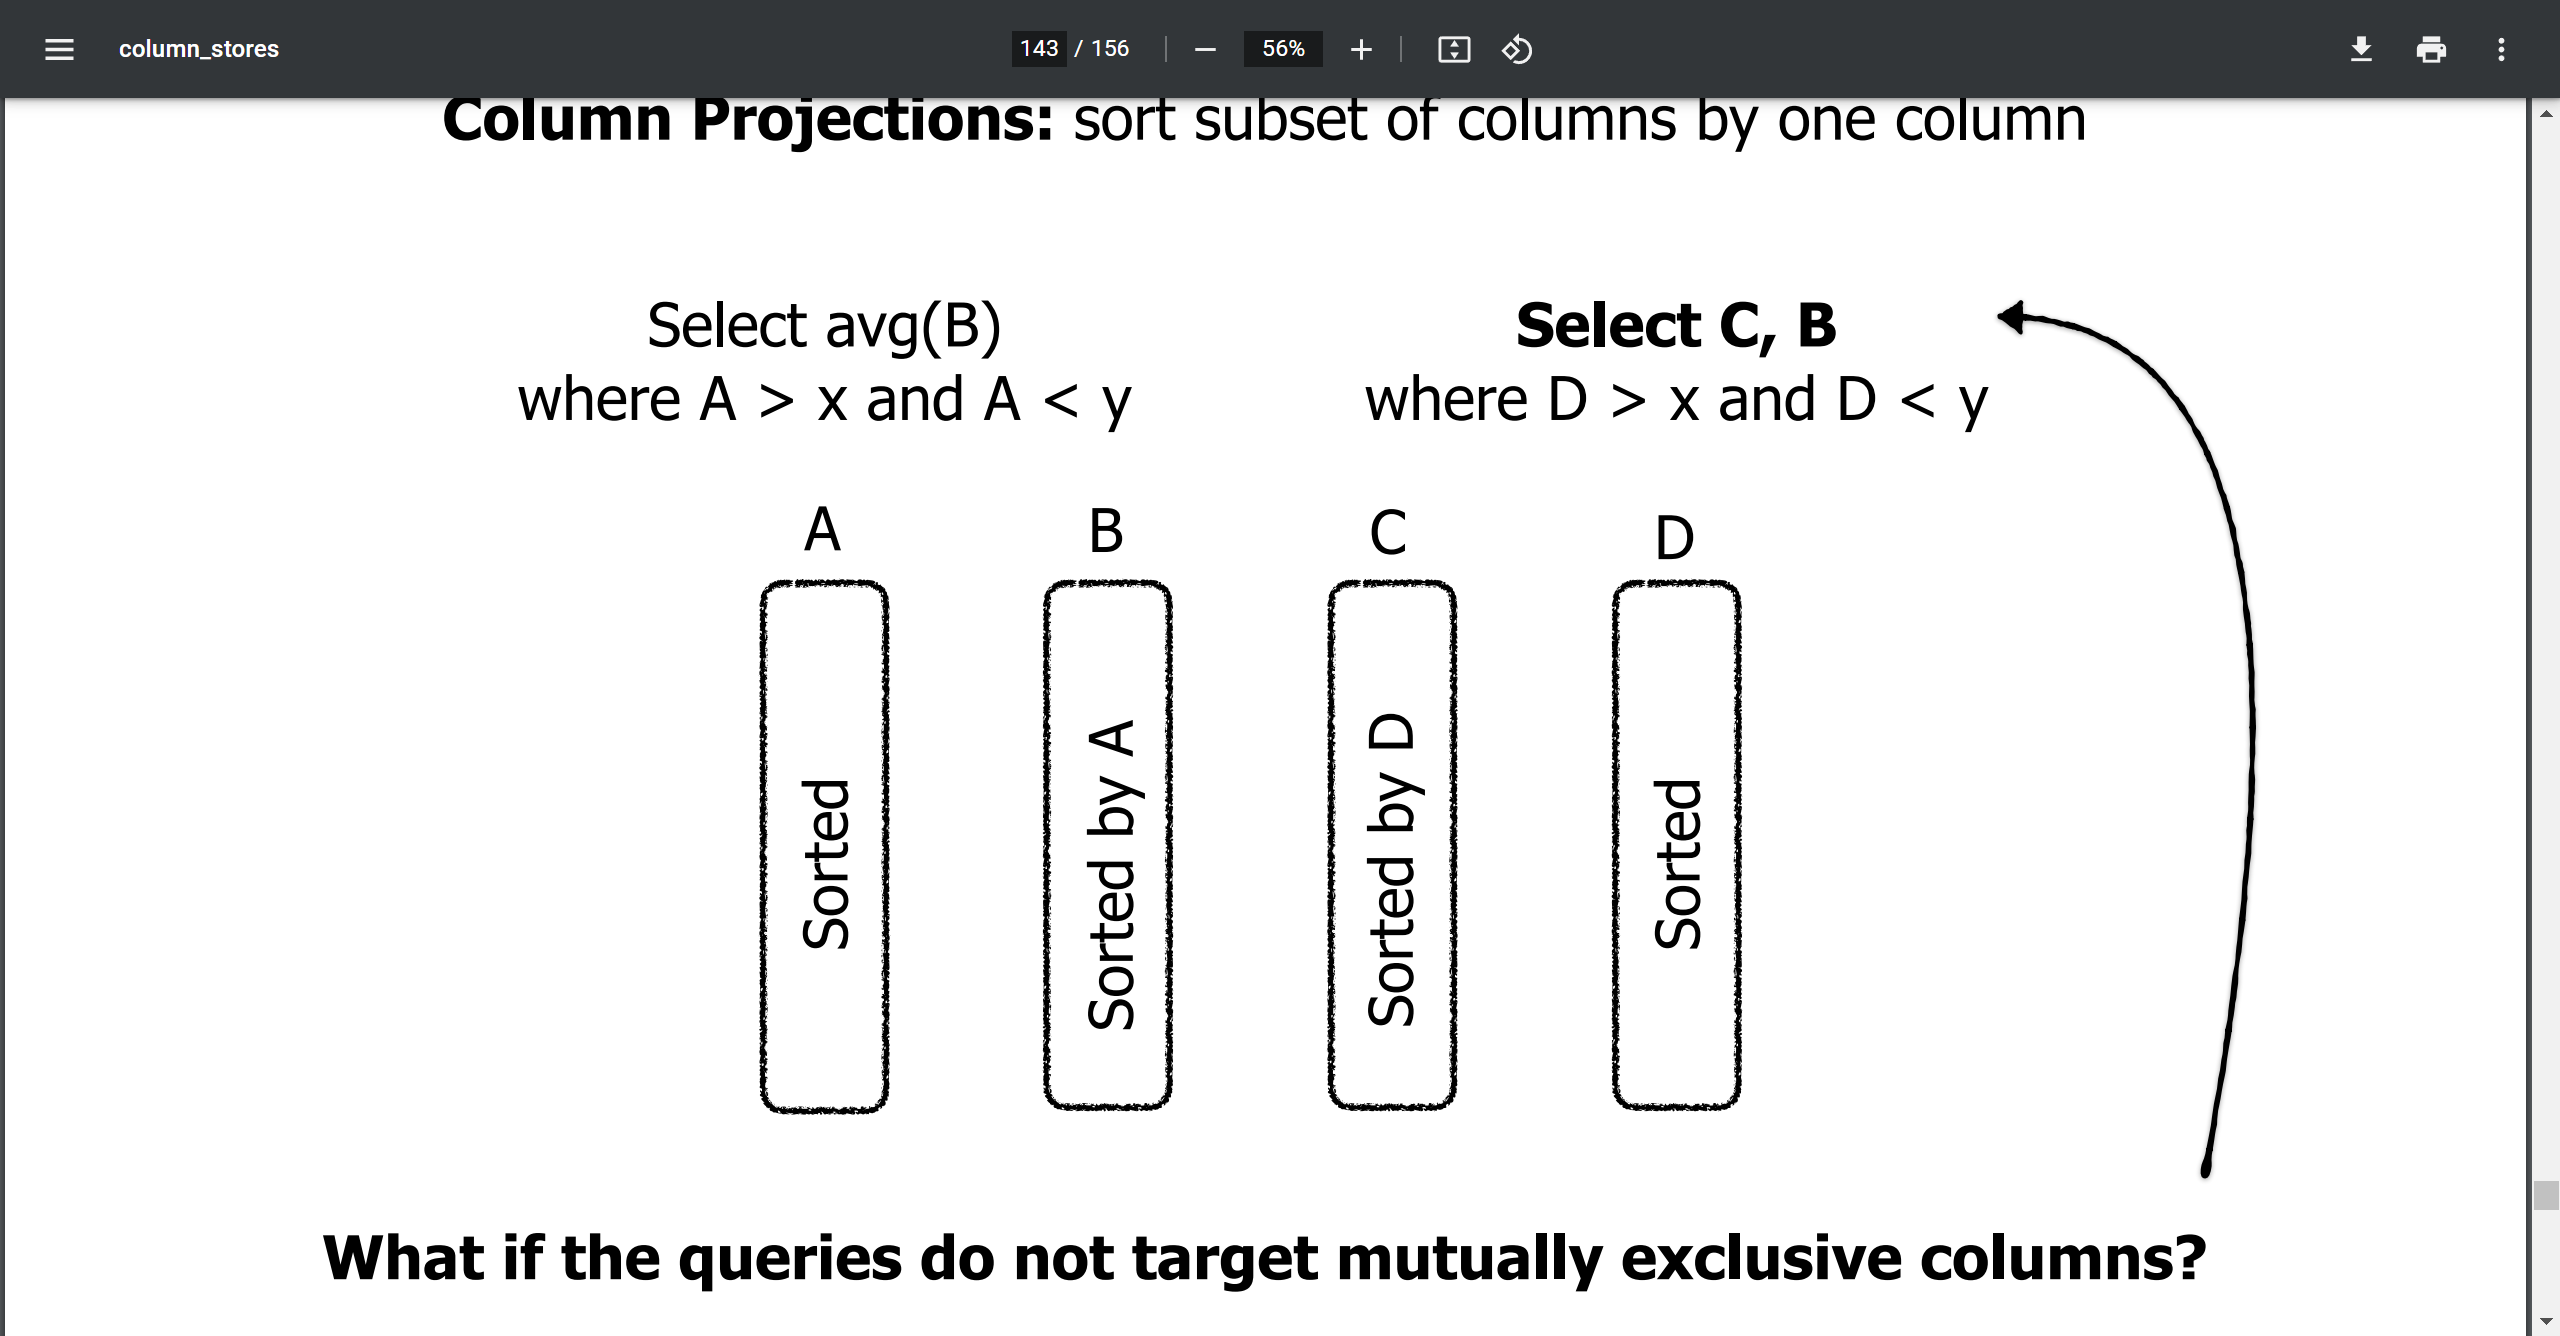 column_stores
143 / 156
56%
Column Projections: sort subset of columns by one column
Select avg(B)
where A > x and A < y
Select C, B
where D > x and D < y
A
B
C
D
Sorted
Sorted by A
Sorted by D
Sorted
What if the queries do not target mutually exclusive columns?